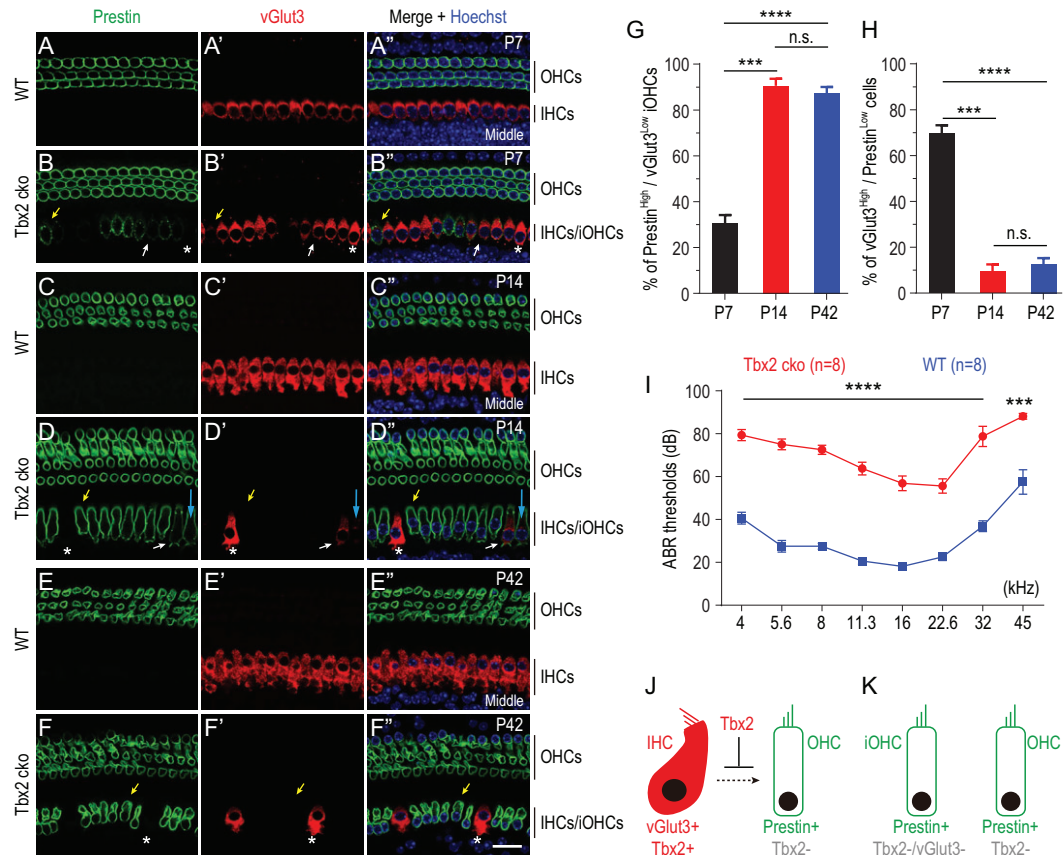 Prestin vGlut3 Merge + Hoechst
A A' A" P7
WT
OHCs
IHCs
Middle
B B' B" P7
Tbx2 cko
OHCs
IHCs/iOHCs
* * *
C C' C" P14
WT
OHCs
IHCs
Middle
D D' D" P14
Tbx2 cko
OHCs
IHCs/iOHCs
* * *
E E' E" P42
WT
OHCs
IHCs
Middle
F F' F" P42
Tbx2 cko
OHCs
IHCs/iOHCs
* * *
G
% of Prestin^High / vGlut3^Low iOHCs
****
n.s.
***
100
80
60
40
20
0
P7 P14 P42
H
% of vGlut3^High / Prestin^Low cells
****
***
n.s.
100
80
60
40
20
0
P7 P14 P42
I
Tbx2 cko (n=8) WT (n=8)
**** ***
ABR thresholds (dB)
100
80
60
40
20
0
(kHz)
4 5.6 8 11.3 16 22.6 32 45
J
Tbx2
IHC OHC
vGlut3+ Prestin+
Tbx2+ Tbx2-
K
iOHC OHC
Prestin+ Prestin+
Tbx2-/vGlut3- Tbx2-